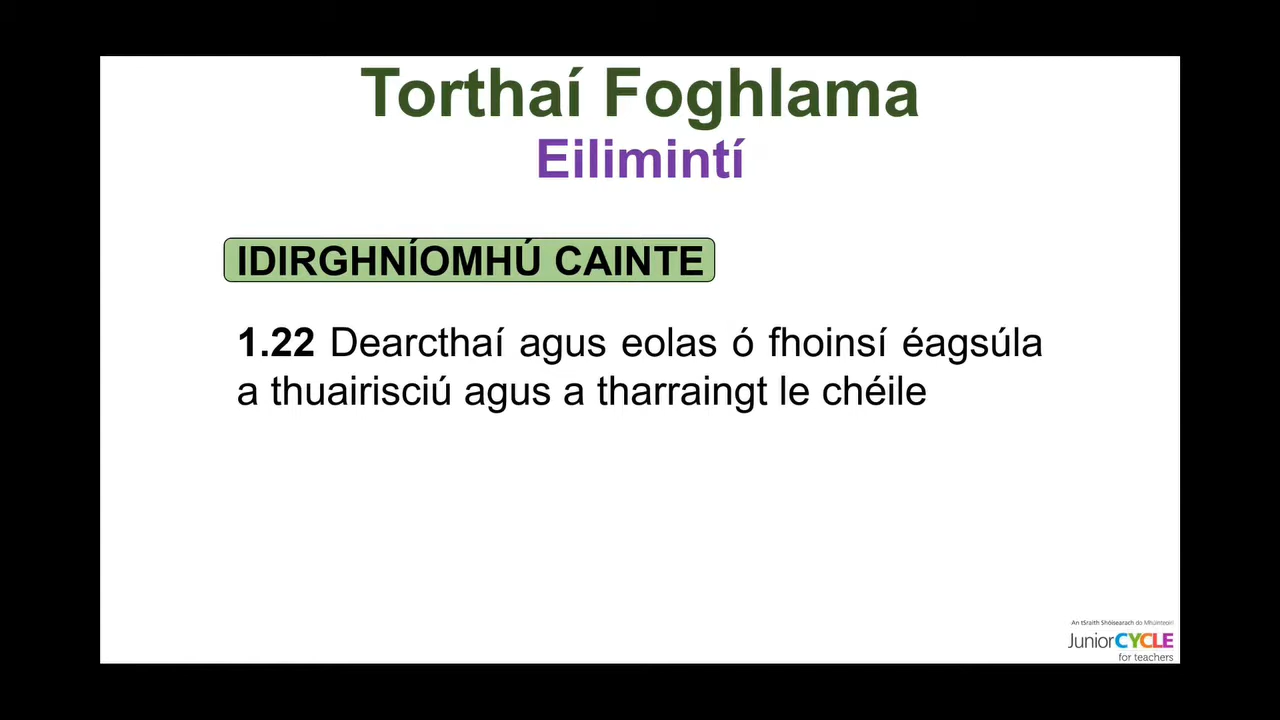 Torthaí Foghlama
Eilimintí
IDIRGHNÍOMHÚ CAINTE
1.22 Dearcthaí agus eolas ó fhoinsí éagsúla
a thuairisciú agus a tharraingt le chéile
An tSraith Shóisearach do Mhúinteoirí
JuniorCYCLE
for teachers